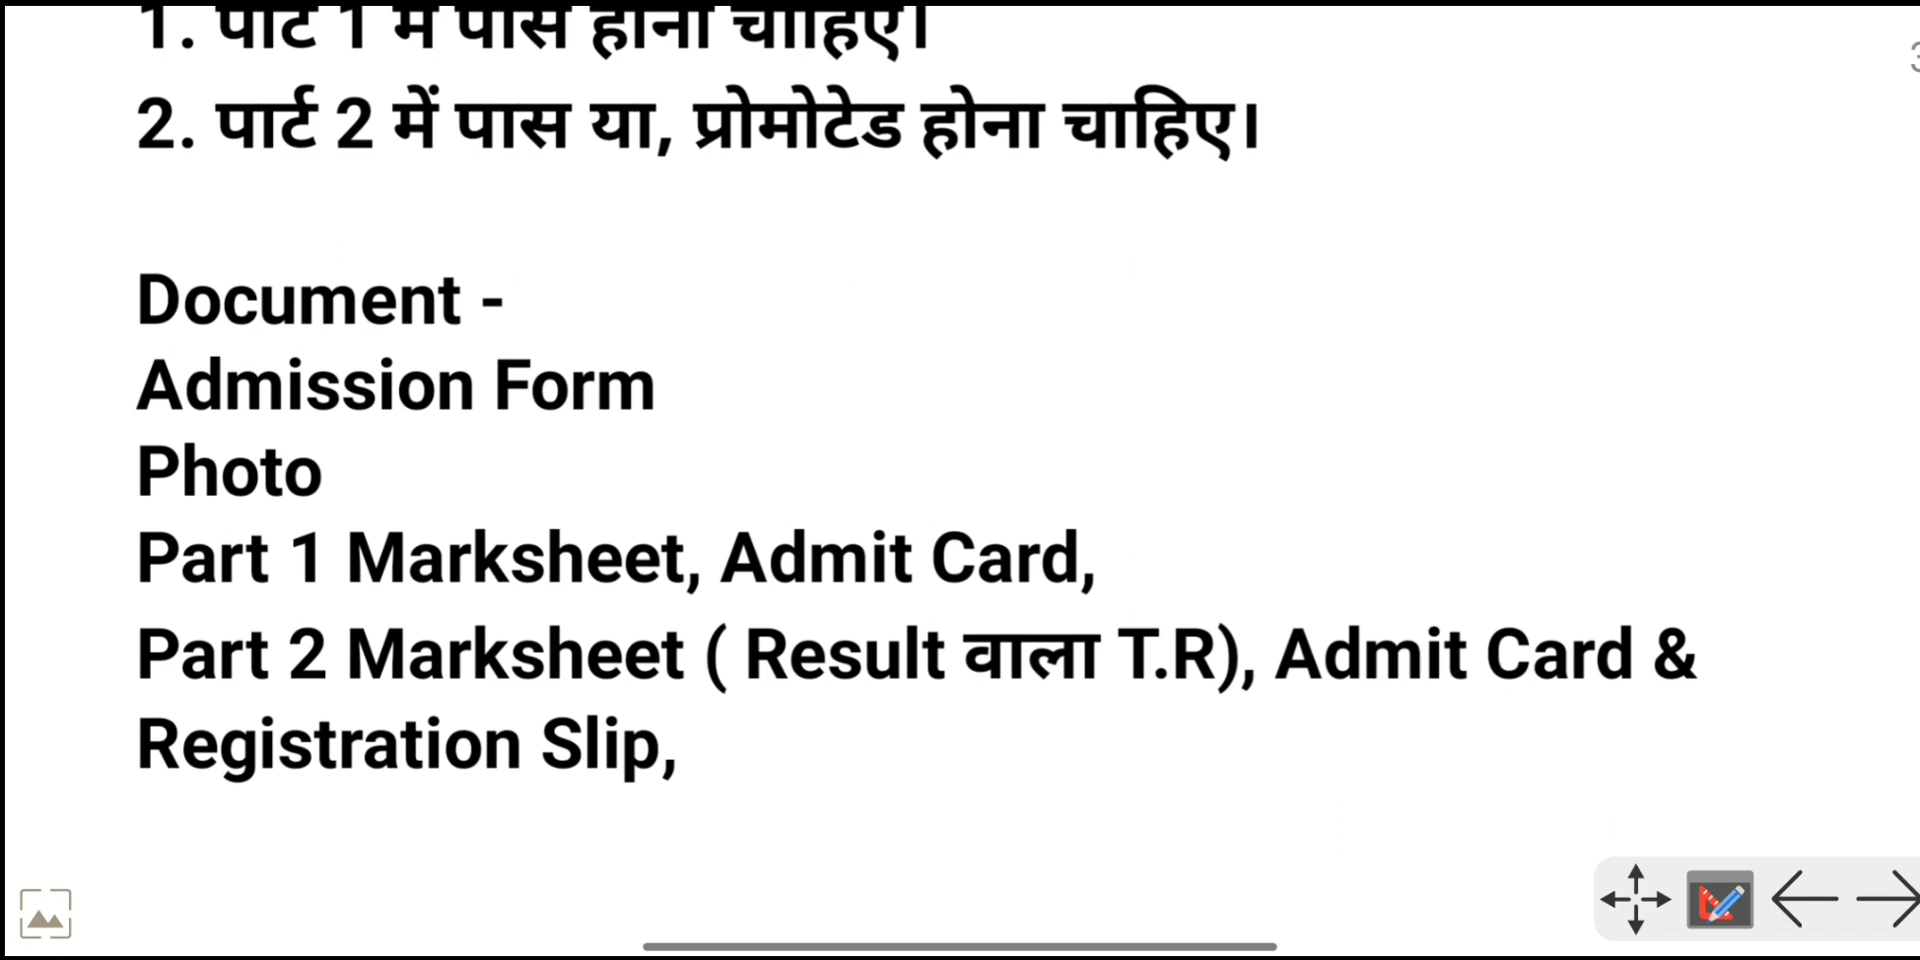 1. पार्ट 1 में पास होना चाहिए।
2. पार्ट 2 में पास या, प्रोमोटेड होना चाहिए।
Document -
Admission Form
Photo
Part 1 Marksheet, Admit Card,
Part 2 Marksheet ( Result वाला T.R), Admit Card &
Registration Slip,